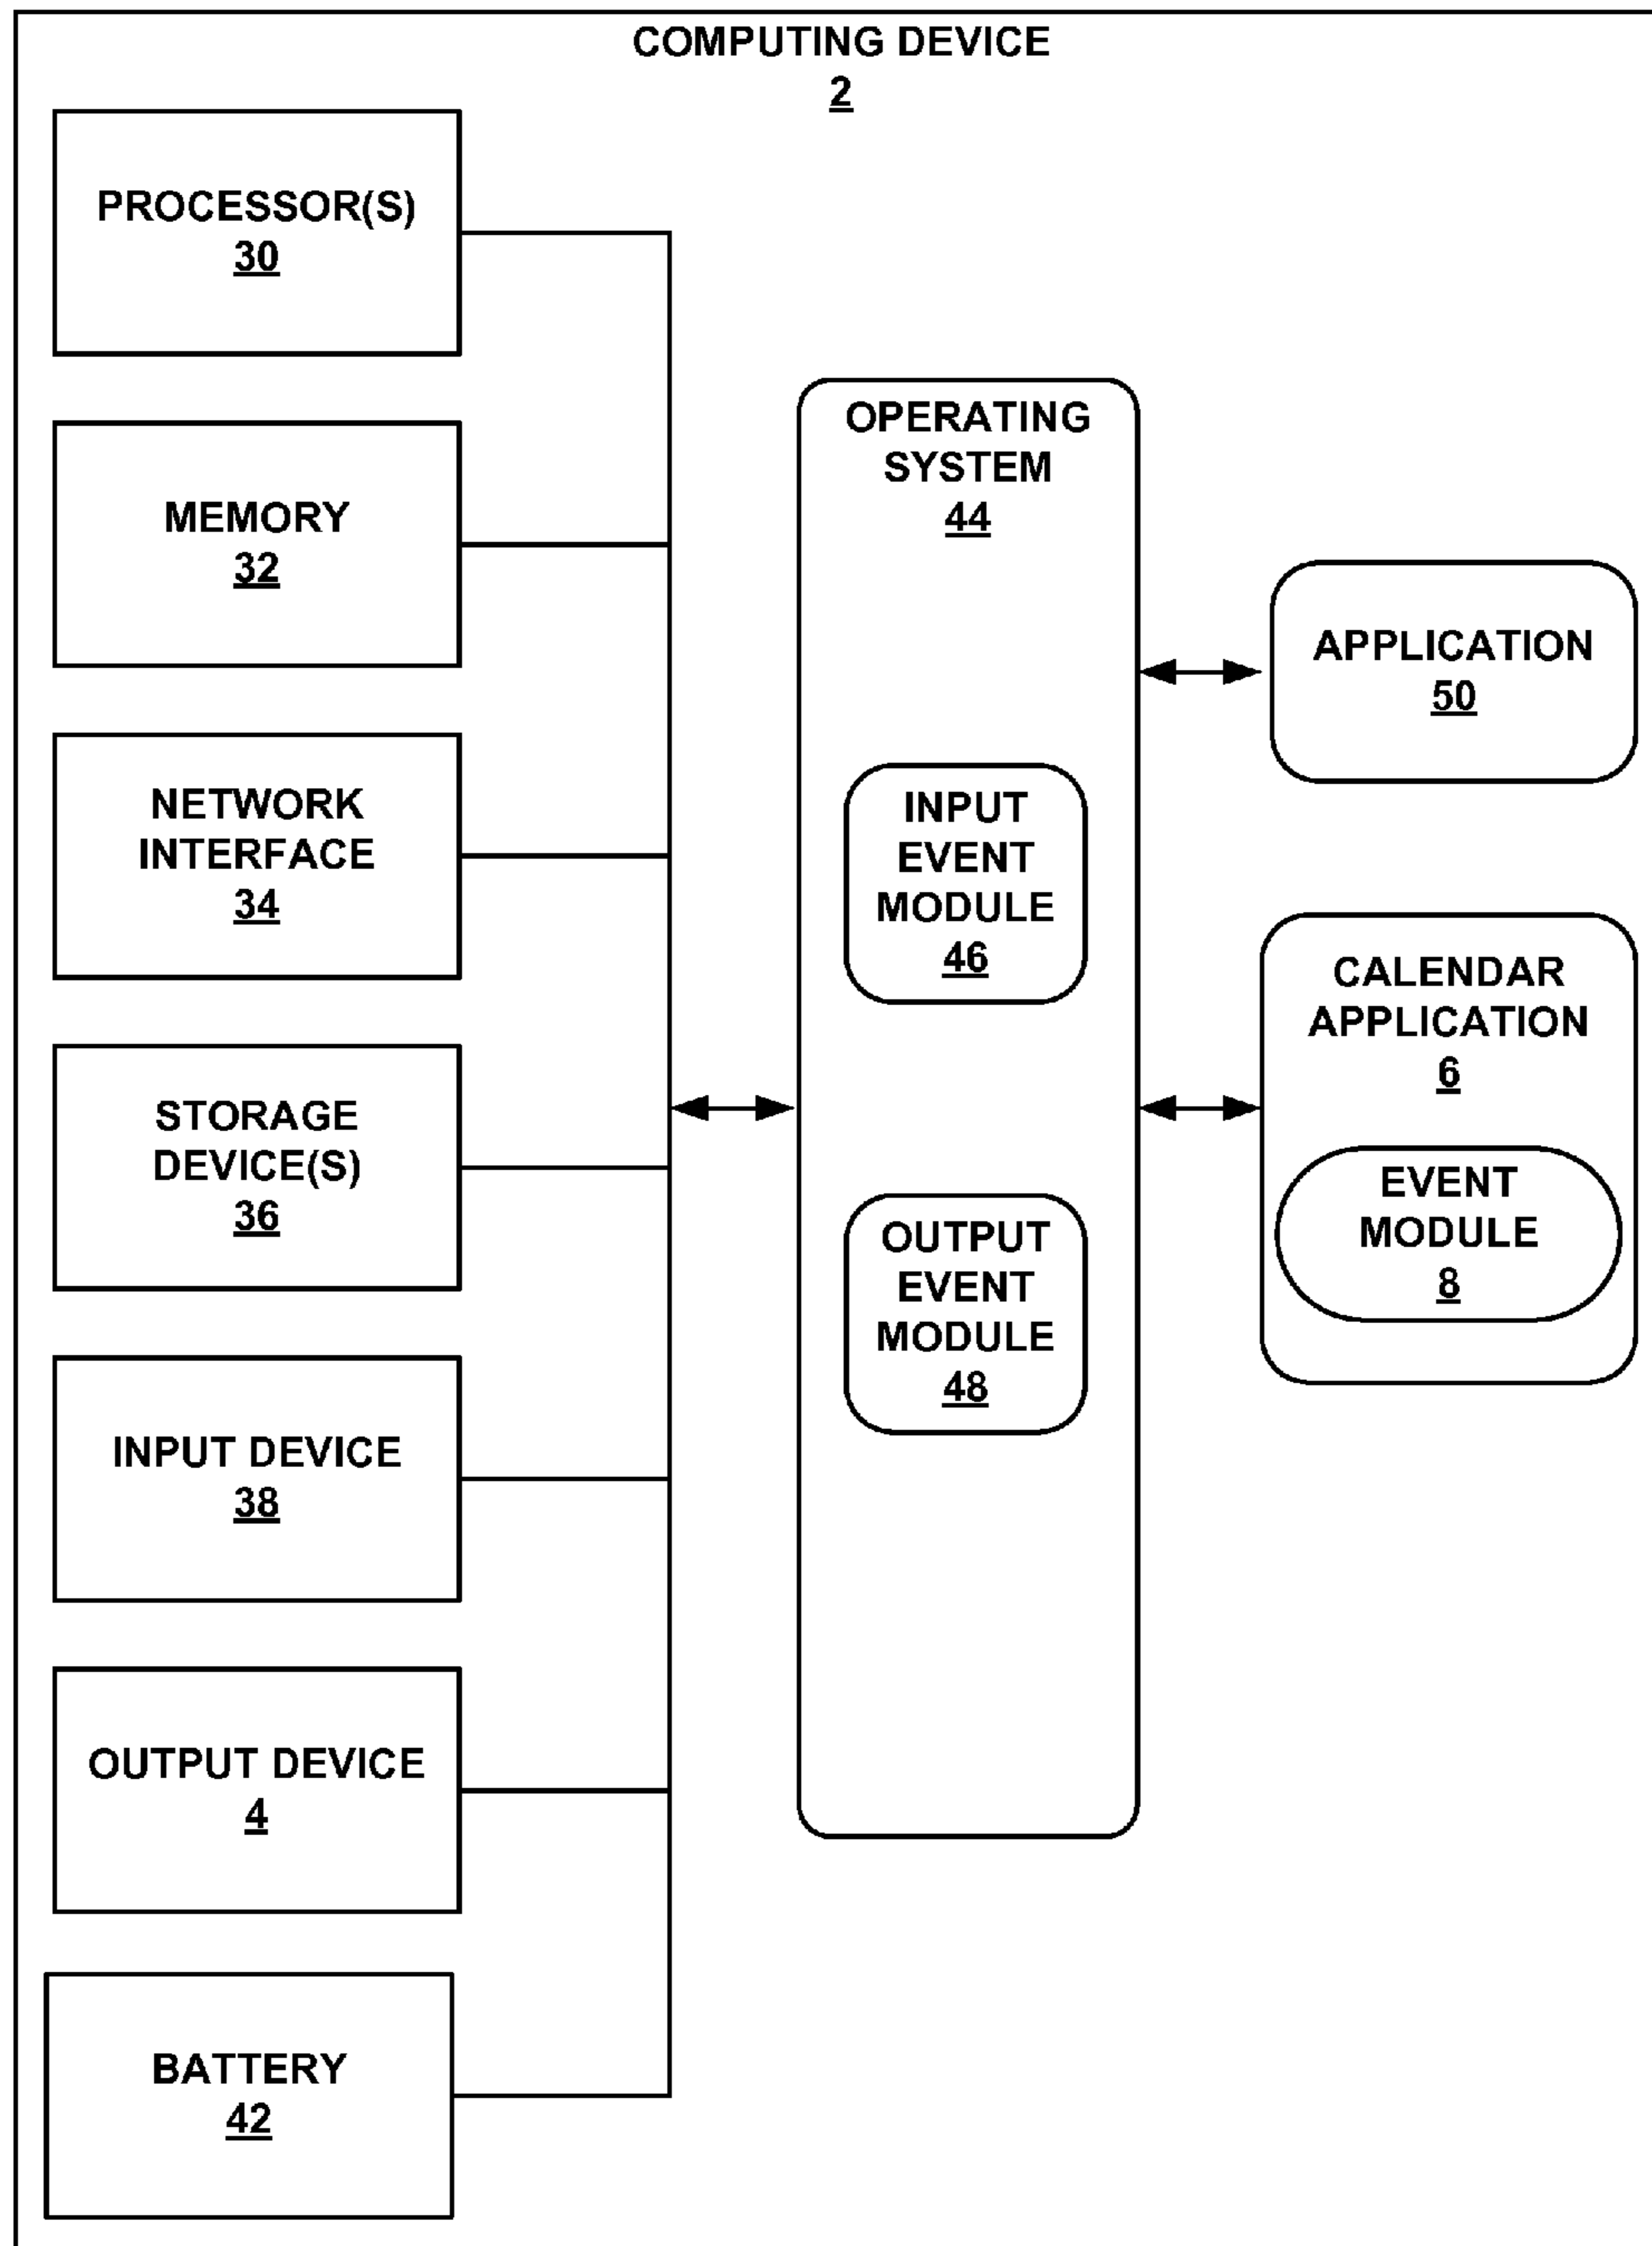 COMPUTING DEVICE
2
PROCESSOR(S)
30
MEMORY
32
NETWORK
INTERFACE
34
STORAGE
DEVICE(S)
36
INPUT DEVICE
38
OUTPUT DEVICE
4
BATTERY
42
OPERATING
SYSTEM
44
INPUT
EVENT
MODULE
46
OUTPUT
EVENT
MODULE
48
APPLICATION
50
CALENDAR
APPLICATION
6
EVENT
MODULE
8